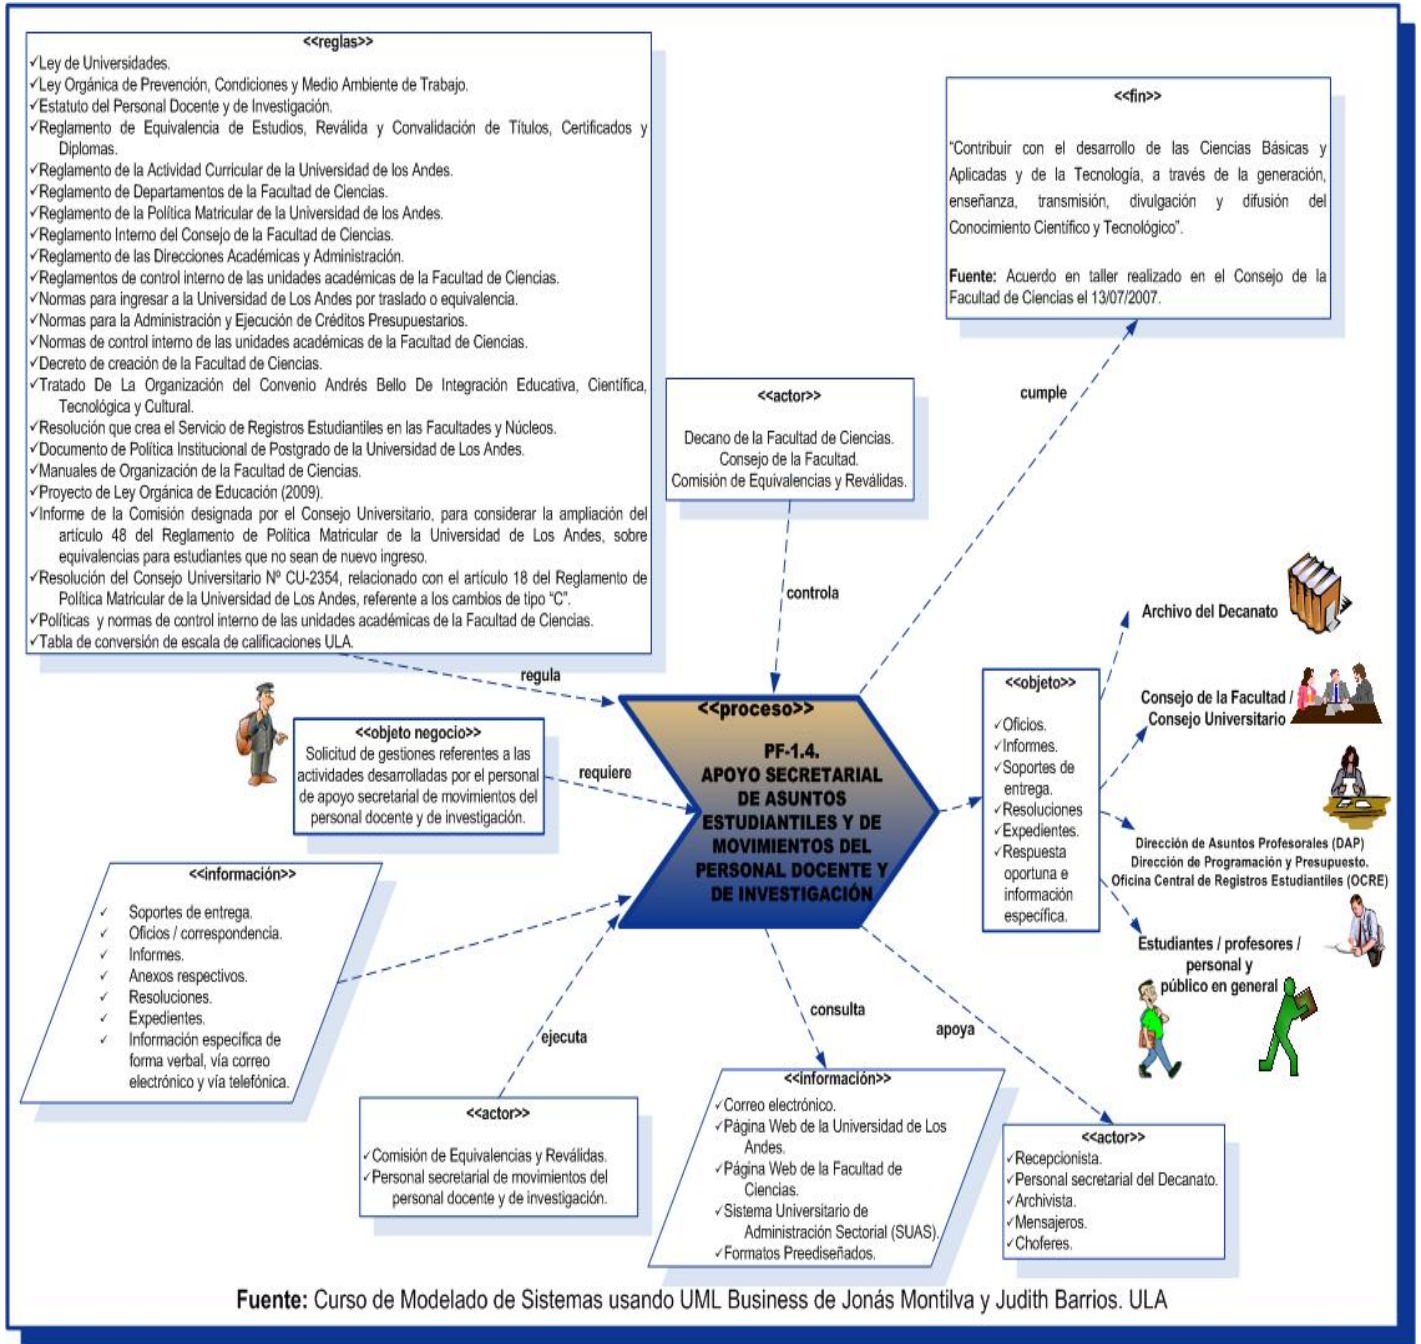 <<reglas>>
✓Ley de Universidades.
✓Ley Orgánica de Prevención, Condiciones y Medio Ambiente de Trabajo.
✓Estatuto del Personal Docente y de Investigación.
✓Reglamento de Equivalencia de Estudios, Reválida y Convalidación de Títulos, Certificados y
Diplomas.
✓Reglamento de la Actividad Curricular de la Universidad de los Andes.
✓Reglamento de Departamentos de la Facultad de Ciencias.
✓Reglamento de la Política Matricular de la Universidad de los Andes.
✓Reglamento Interno del Consejo de la Facultad de Ciencias.
✓Reglamento de las Direcciones Académicas y Administración.
✓Reglamentos de control interno de las unidades académicas de la Facultad de Ciencias.
✓Normas para ingresar a la Universidad de Los Andes por traslado o equivalencia.
✓Normas para la Administración y Ejecución de Créditos Presupuestarios.
✓Normas de control interno de las unidades académicas de la Facultad de Ciencias.
✓Decreto de creación de la Facultad de Ciencias.
✓Tratado De La Organización del Convenio Andrés Bello De Integración Educativa, Científica,
Tecnológica y Cultural.
✓Resolución que crea el Servicio de Registros Estudiantiles en las Facultades y Núcleos.
✓Documento de Política Institucional de Postgrado de la Universidad de Los Andes.
✓Manuales de Organización de la Facultad de Ciencias.
✓Proyecto de Ley Orgánica de Educación (2009).
✓Informe de la Comisión designada por el Consejo Universitario, para considerar la ampliación del
artículo 48 del Reglamento de Política Matricular de la Universidad de Los Andes, sobre
equivalencias para estudiantes que no sean de nuevo ingreso.
✓Resolución del Consejo Universitario Nº CU-2354, relacionado con el artículo 18 del Reglamento de
Política Matricular de la Universidad de Los Andes, referente a los cambios de tipo “C”.
✓Políticas y normas de control interno de las unidades académicas de la Facultad de Ciencias.
✓Tabla de conversión de escala de calificaciones ULA.
<<fin>>
“Contribuir con el desarrollo de las Ciencias Básicas y
Aplicadas y de la Tecnología, a través de la generación,
enseñanza, transmisión, divulgación y difusión del
Conocimiento Científico y Tecnológico”.
Fuente: Acuerdo en taller realizado en el Consejo de la
Facultad de Ciencias el 13/07/2007.
<<actor>>
Decano de la Facultad de Ciencias.
Consejo de la Facultad.
Comisión de Equivalencias y Reválidas.
cumple
controla
regula
<<objeto negocio>>
Solicitud de gestiones referentes a las
actividades desarrolladas por el personal
de apoyo secretarial de movimientos del
personal docente y de investigación.
requiere
<<proceso>>
PF-1.4.
APOYO SECRETARIAL
DE ASUNTOS
ESTUDIANTILES Y DE
MOVIMIENTOS DEL
PERSONAL DOCENTE Y
DE INVESTIGACIÓN
<<objeto>>
✓Oficios.
✓Informes.
✓Soportes de
entrega.
✓Resoluciones
✓Expedientes.
✓Respuesta
oportuna e
información
específica.
Archivo del Decanato
Consejo de la Facultad /
Consejo Universitario
Dirección de Asuntos Profesorales (DAP)
Dirección de Programación y Presupuesto.
Oficina Central de Registros Estudiantiles (OCRE)
Estudiantes / profesores /
personal y
público en general
<<información>>
✓ Soportes de entrega.
✓ Oficios / correspondencia.
✓ Informes.
✓ Anexos respectivos.
✓ Resoluciones.
✓ Expedientes.
✓ Información específica de
forma verbal, vía correo
electrónico y vía telefónica.
ejecuta
consulta
apoya
<<actor>>
✓Comisión de Equivalencias y Reválidas.
✓Personal secretarial de movimientos del
personal docente y de investigación.
<<información>>
✓Correo electrónico.
✓Página Web de la Universidad de Los
Andes.
✓Página Web de la Facultad de
Ciencias.
✓Sistema Universitario de
Administración Sectorial (SUAS).
✓Formatos Preediseñados.
<<actor>>
✓Recepcionista.
✓Personal secretarial del Decanato.
✓Archivista.
✓Mensajeros.
✓Choferes.
Fuente: Curso de Modelado de Sistemas usando UML Business de Jonás Montilva y Judith Barrios. ULA